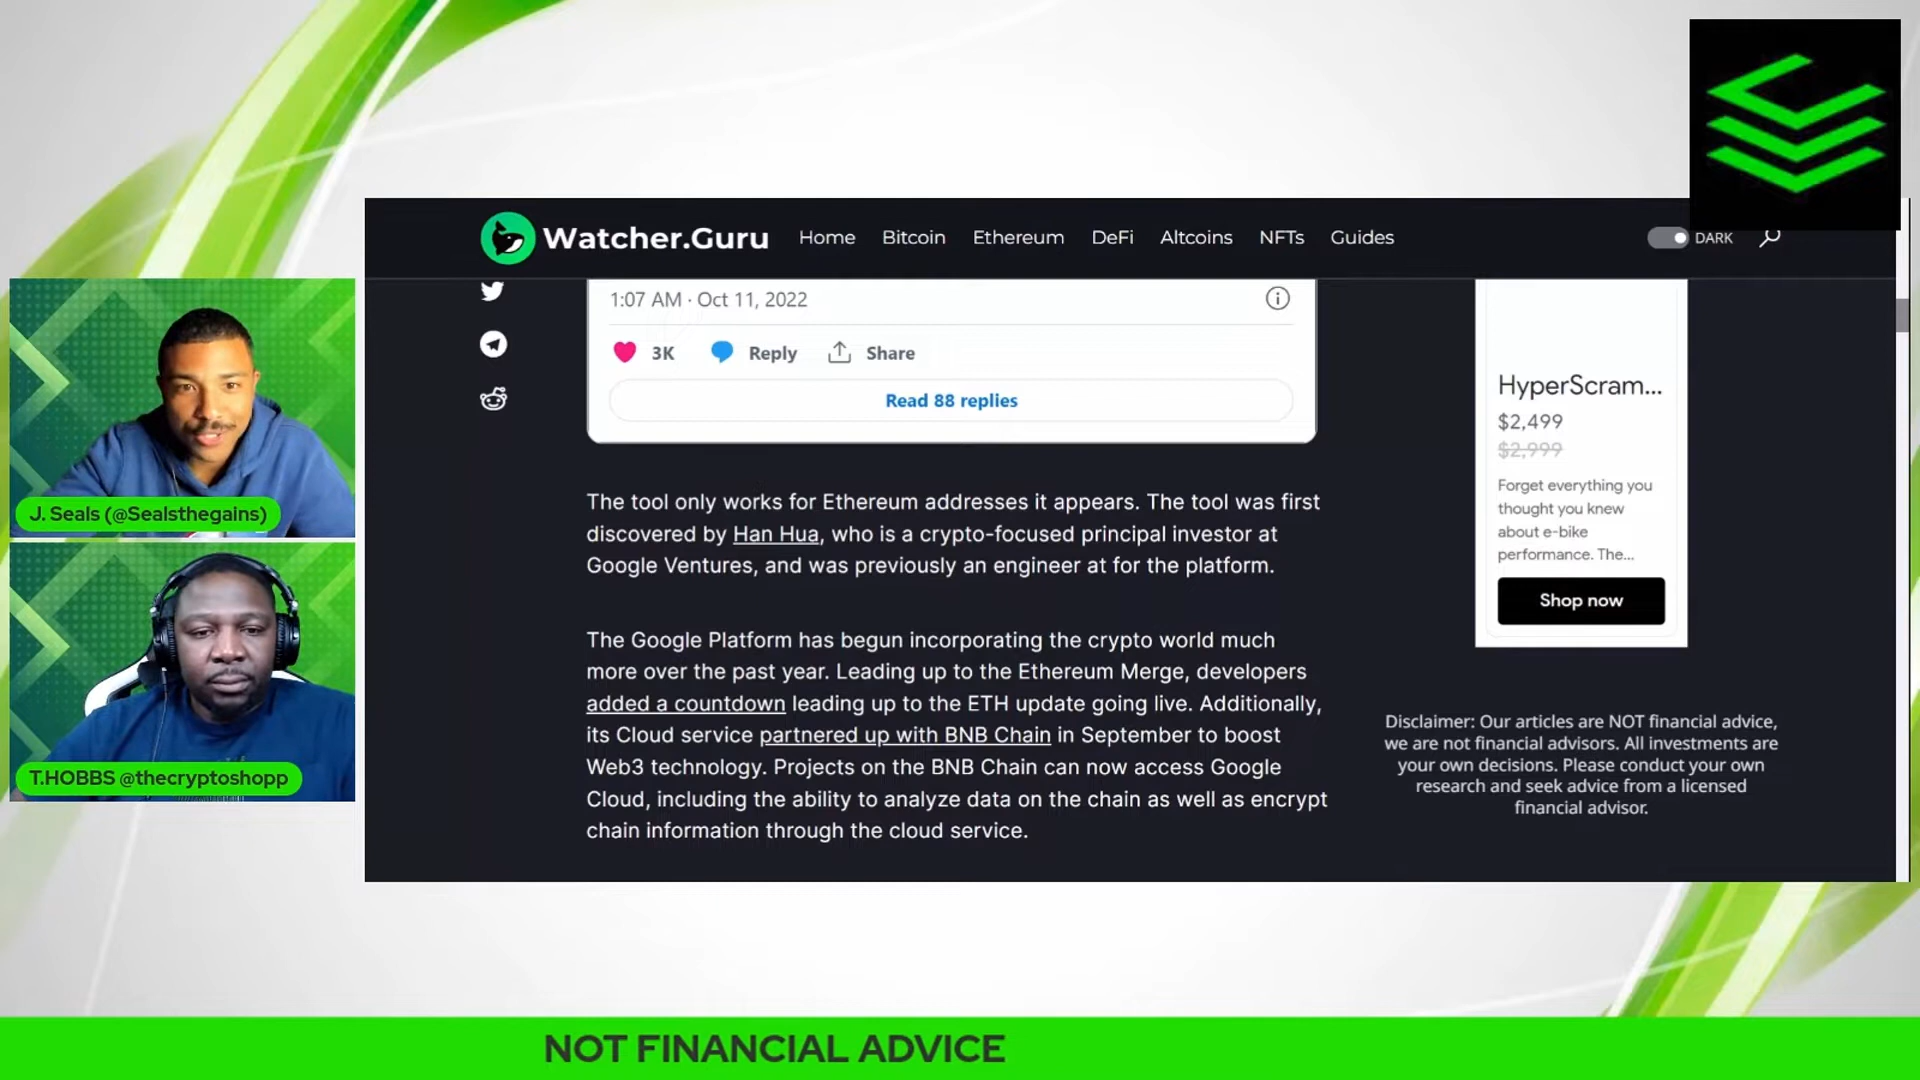 Watcher.Guru Home Bitcoin Ethereum DeFi Altcoins NFTs Guides DARK
1:07 AM · Oct 11, 2022
3K Reply Share
Read 88 replies
The tool only works for Ethereum addresses it appears. The tool was first
discovered by Han Hua, who is a crypto-focused principal investor at
Google Ventures, and was previously an engineer at for the platform.
The Google Platform has begun incorporating the crypto world much
more over the past year. Leading up to the Ethereum Merge, developers
added a countdown leading up to the ETH update going live. Additionally,
its Cloud service partnered up with BNB Chain in September to boost
Web3 technology. Projects on the BNB Chain can now access Google
Cloud, including the ability to analyze data on the chain as well as encrypt
chain information through the cloud service.
HyperScram...
$2,499
$2,999
Forget everything you
thought you knew
about e-bike
performance. The...
Shop now
Disclaimer: Our articles are NOT financial advice,
we are not financial advisors. All investments are
your own decisions. Please conduct your own
research and seek advice from a licensed
financial advisor.
J. Seals (@Sealsthegains)
T.HOBBS @thecryptoshopp
NOT FINANCIAL ADVICE